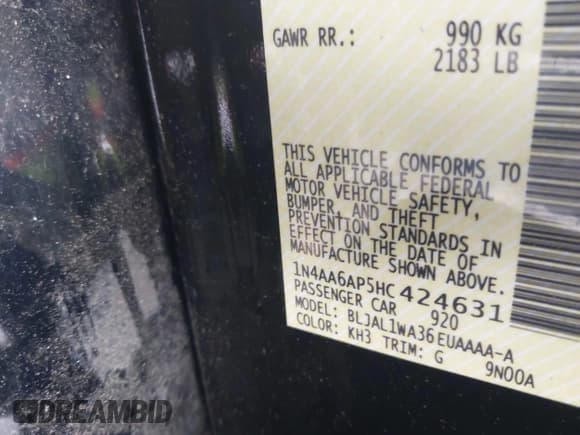 GAWR RR.: 990 KG
2183 LB
THIS VEHICLE CONFORMS TO
ALL APPLICABLE FEDERAL
MOTOR VEHICLE SAFETY,
BUMPER, AND THEFT
PREVENTION STANDARDS IN
EFFECT ON THE DATE OF
MANUFACTURE SHOWN ABOVE.
1N4AA6AP5HC424631
PASSENGER CAR 920
MODEL: BLJAL1WA36EUAAAA-A
COLOR: KH3 TRIM: G 9N00A
DREAMBID